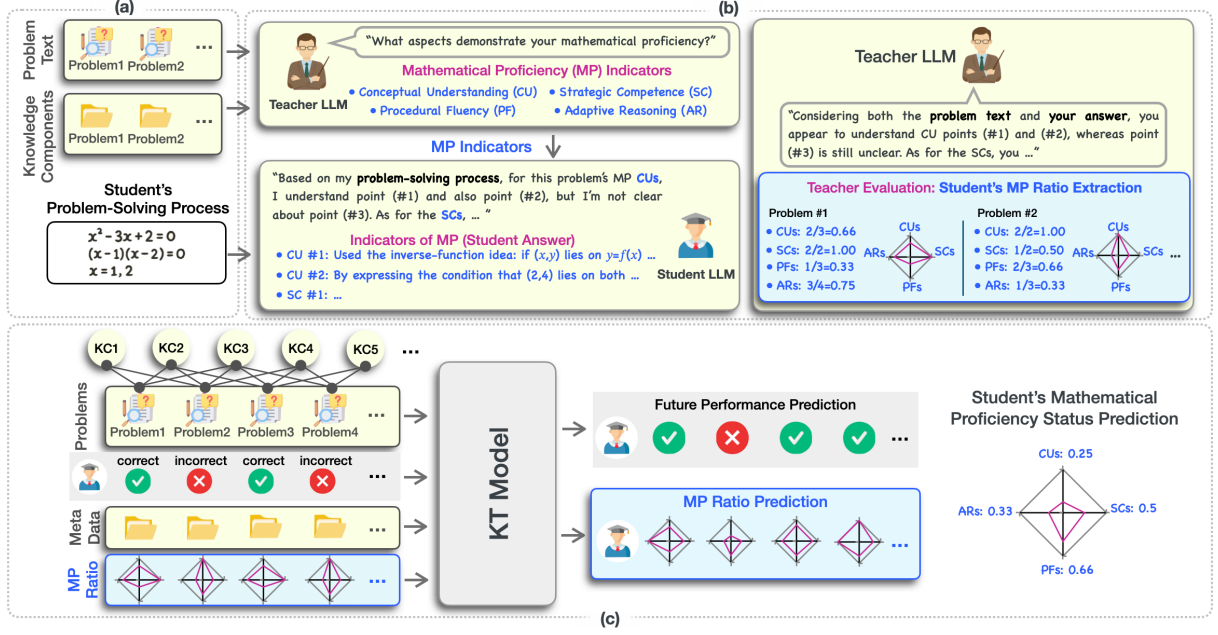 (a)
Problem Text
Problem1 Problem2 ...
Knowledge Components
Problem1 Problem2 ...
Student's
Problem-Solving Process
x² - 3x + 2 = 0
(x - 1)(x - 2) = 0
x = 1, 2
(b)
Teacher LLM
"What aspects demonstrate your mathematical proficiency?"
Mathematical Proficiency (MP) Indicators
• Conceptual Understanding (CU) • Strategic Competence (SC)
• Procedural Fluency (PF) • Adaptive Reasoning (AR)
MP Indicators
"Based on my problem-solving process, for this problem's MP CUs,
I understand point (#1) and also point (#2), but I'm not clear
about point (#3). As for the SCs, ... "
Indicators of MP (Student Answer)
• CU #1: Used the inverse-function idea: if (x,y) lies on y=f(x) ...
• CU #2: By expressing the condition that (2,4) lies on both ...
• SC #1: ...
Student LLM
Teacher LLM
"Considering both the problem text and your answer, you
appear to understand CU points (#1) and (#2), whereas point
(#3) is still unclear. As for the SCs, you ..."
Teacher Evaluation: Student's MP Ratio Extraction
Problem #1
• CUs: 2/3=0.66
• SCs: 2/2=1.00
• PFs: 1/3=0.33
• ARs: 3/4=0.75
CUs
ARs SCs
PFs
Problem #2
• CUs: 2/2=1.00
• SCs: 1/2=0.50
• PFs: 2/3=0.66
• ARs: 1/3=0.33
CUs
ARs SCs
PFs
...
KC1 KC2 KC3 KC4 KC5 ...
Problems
Problem1 Problem2 Problem3 Problem4 ...
correct incorrect correct incorrect ...
Meta Data
...
MP Ratio
...
KT Model
Future Performance Prediction
...
MP Ratio Prediction
...
Student's Mathematical
Proficiency Status Prediction
CUs: 0.25
ARs: 0.33 SCs: 0.5
PFs: 0.66
(c)